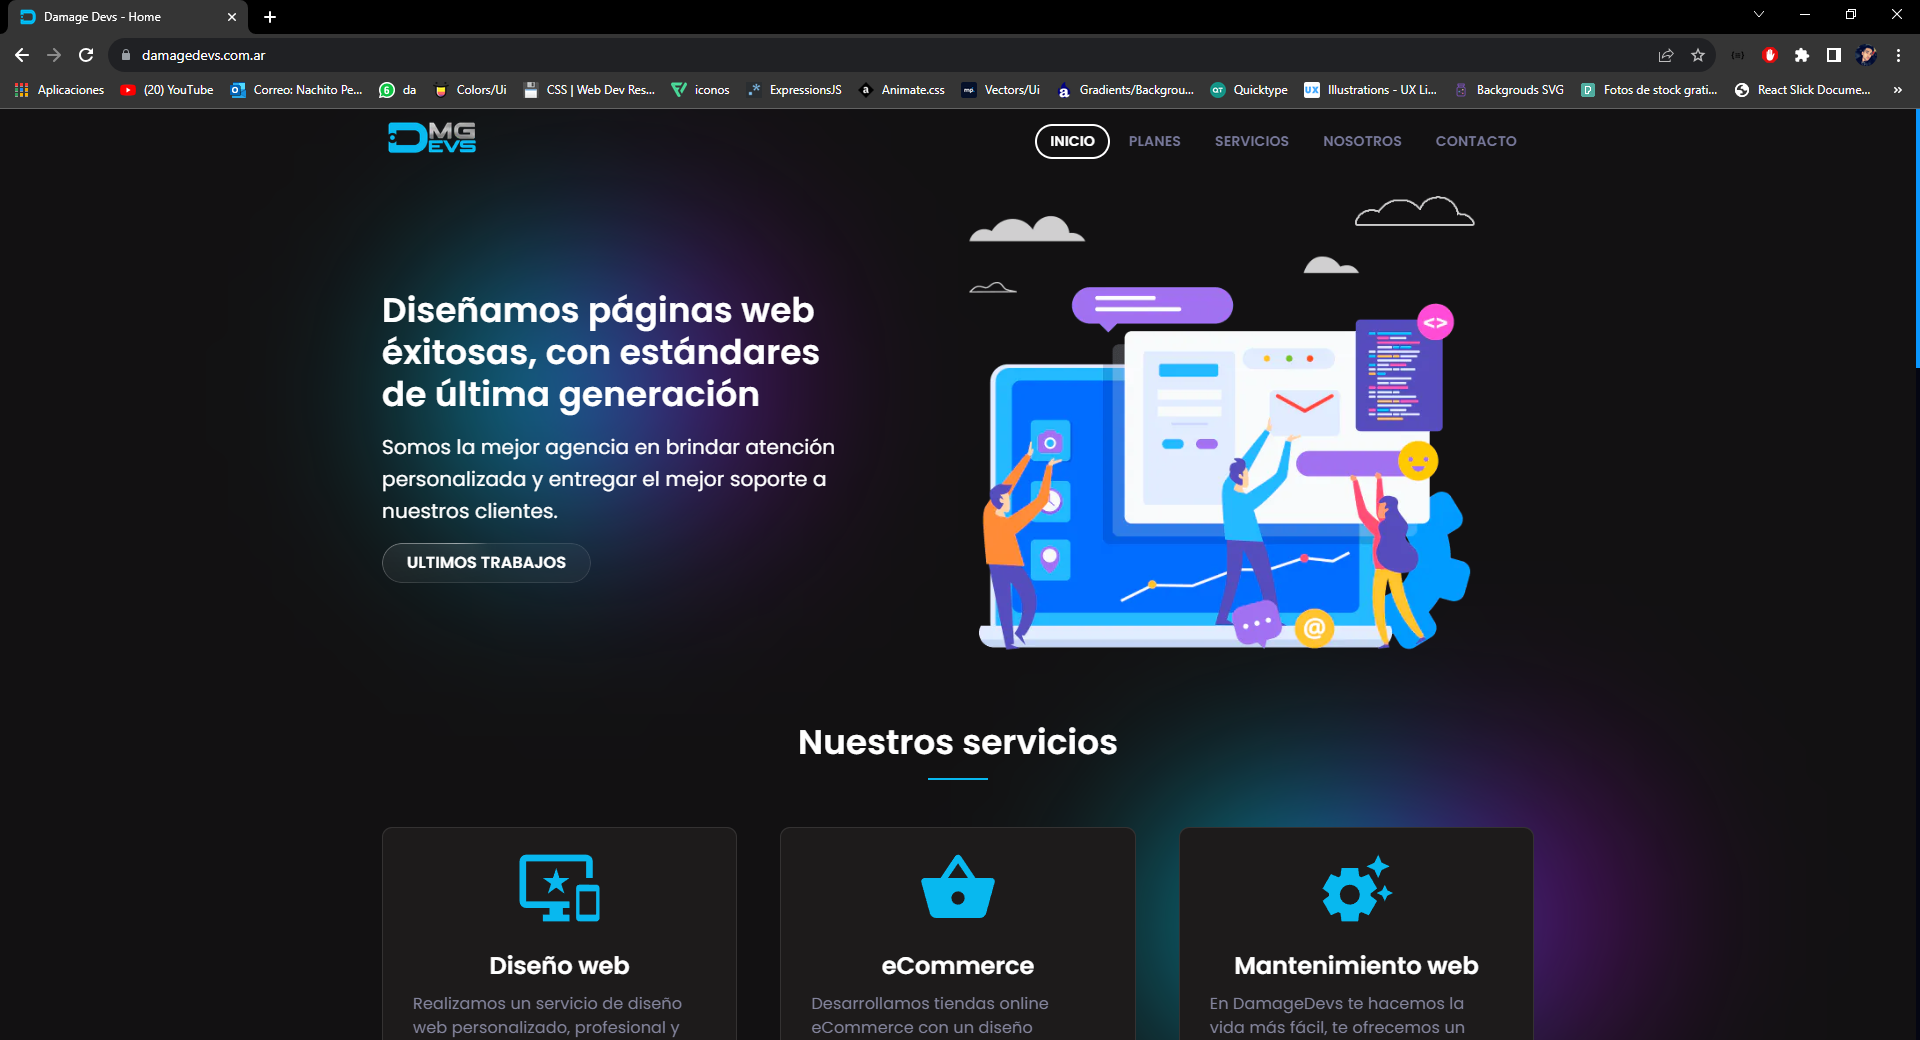 Damage Devs - Home
damagedevs.com.ar
Aplicaciones (20) YouTube Correo: Nachito Pe... da Colors/Ui CSS | Web Dev Res... iconos ExpressionsJS Animate.css Vectors/Ui Gradients/Backgrou... Quicktype Illustrations - UX Li... Backgrouds SVG Fotos de stock grati... React Slick Docume... »
DMG
DEVS
INICIO PLANES SERVICIOS NOSOTROS CONTACTO
Diseñamos páginas web
éxitosas, con estándares
de última generación
Somos la mejor agencia en brindar atención
personalizada y entregar el mejor soporte a
nuestros clientes.
ULTIMOS TRABAJOS
<>
@
Nuestros servicios
Diseño web
Realizamos un servicio de diseño
web personalizado, profesional y
eCommerce
Desarrollamos tiendas online
eCommerce con un diseño
Mantenimiento web
En DamageDevs te hacemos la
vida más fácil, te ofrecemos un